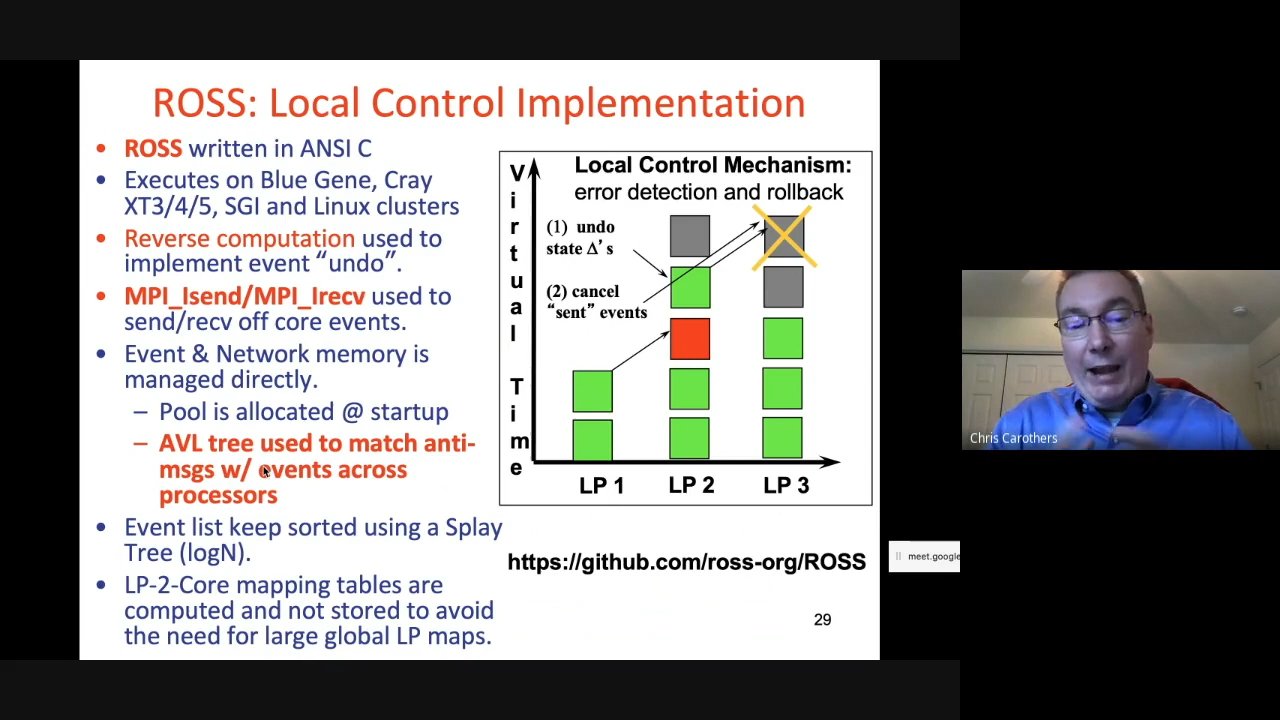 ROSS: Local Control Implementation
• ROSS written in ANSI C
• Executes on Blue Gene, Cray
XT3/4/5, SGI and Linux clusters
• Reverse computation used to
implement event “undo”.
• MPI_Isend/MPI_Irecv used to
send/recv off core events.
• Event & Network memory is
managed directly.
– Pool is allocated @ startup
– AVL tree used to match anti-
msgs w/ events across
processors
• Event list keep sorted using a Splay
Tree (logN).
• LP-2-Core mapping tables are
computed and not stored to avoid
the need for large global LP maps.
Virtual Time
Local Control Mechanism:
error detection and rollback
(1) undo
state Δ's
(2) cancel
“sent” events
LP 1 LP 2 LP 3
https://github.com/ross-org/ROSS
29
Chris Carothers
meet.google